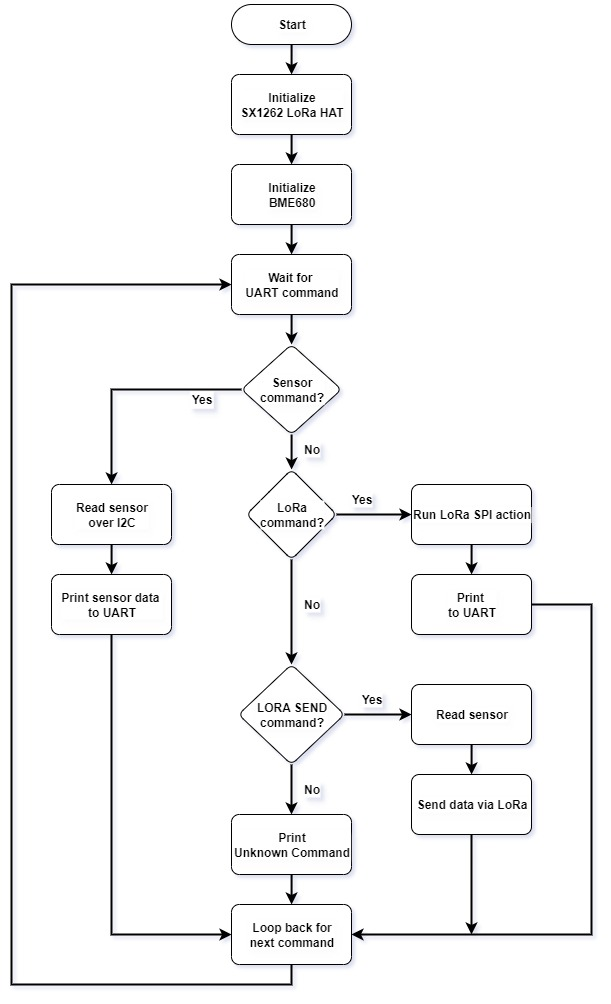 Start
Initialize
SX1262 LoRa HAT
Initialize
BME680
Wait for
UART command
Sensor
command?
Yes
No
Read sensor
over I2C
LoRa
command?
Yes
Run LoRa SPI action
Print sensor data
to UART
No
Print
to UART
LORA SEND
command?
Yes
Read sensor
No
Send data via LoRa
Print
Unknown Command
Loop back for
next command